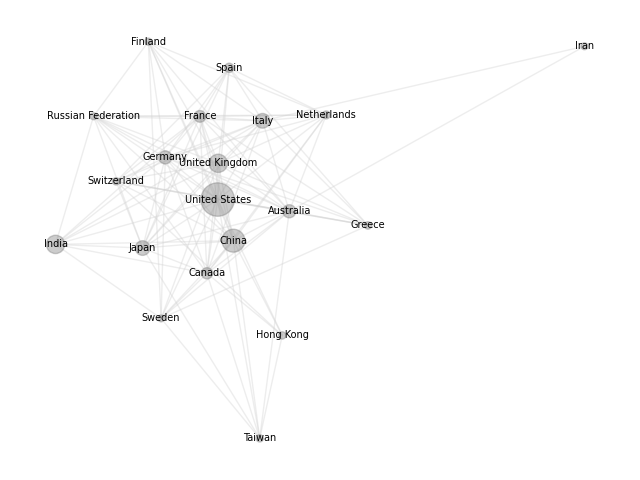 Finland
Iran
Spain
Russian Federation
France
Italy
Netherlands
Germany
United Kingdom
Switzerland
United States
Australia
Greece
India
Japan
China
Canada
Sweden
Hong Kong
Taiwan